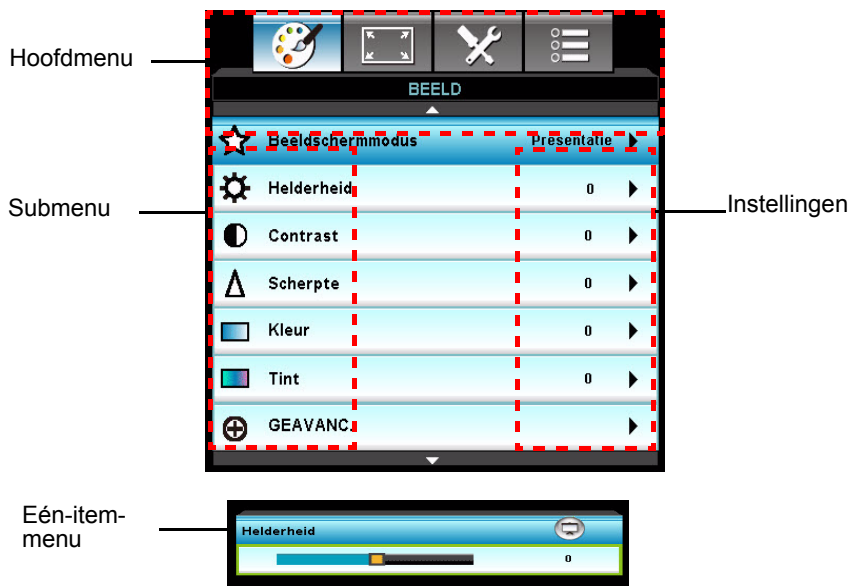 Hoofdmenu
BEELD
Beeldschermmodus Presentatie
Helderheid 0
Submenu
Instellingen
Contrast 0
Scherpte 0
Kleur 0
Tint 0
GEAVANC.
Eén-item-
menu
Helderheid
0